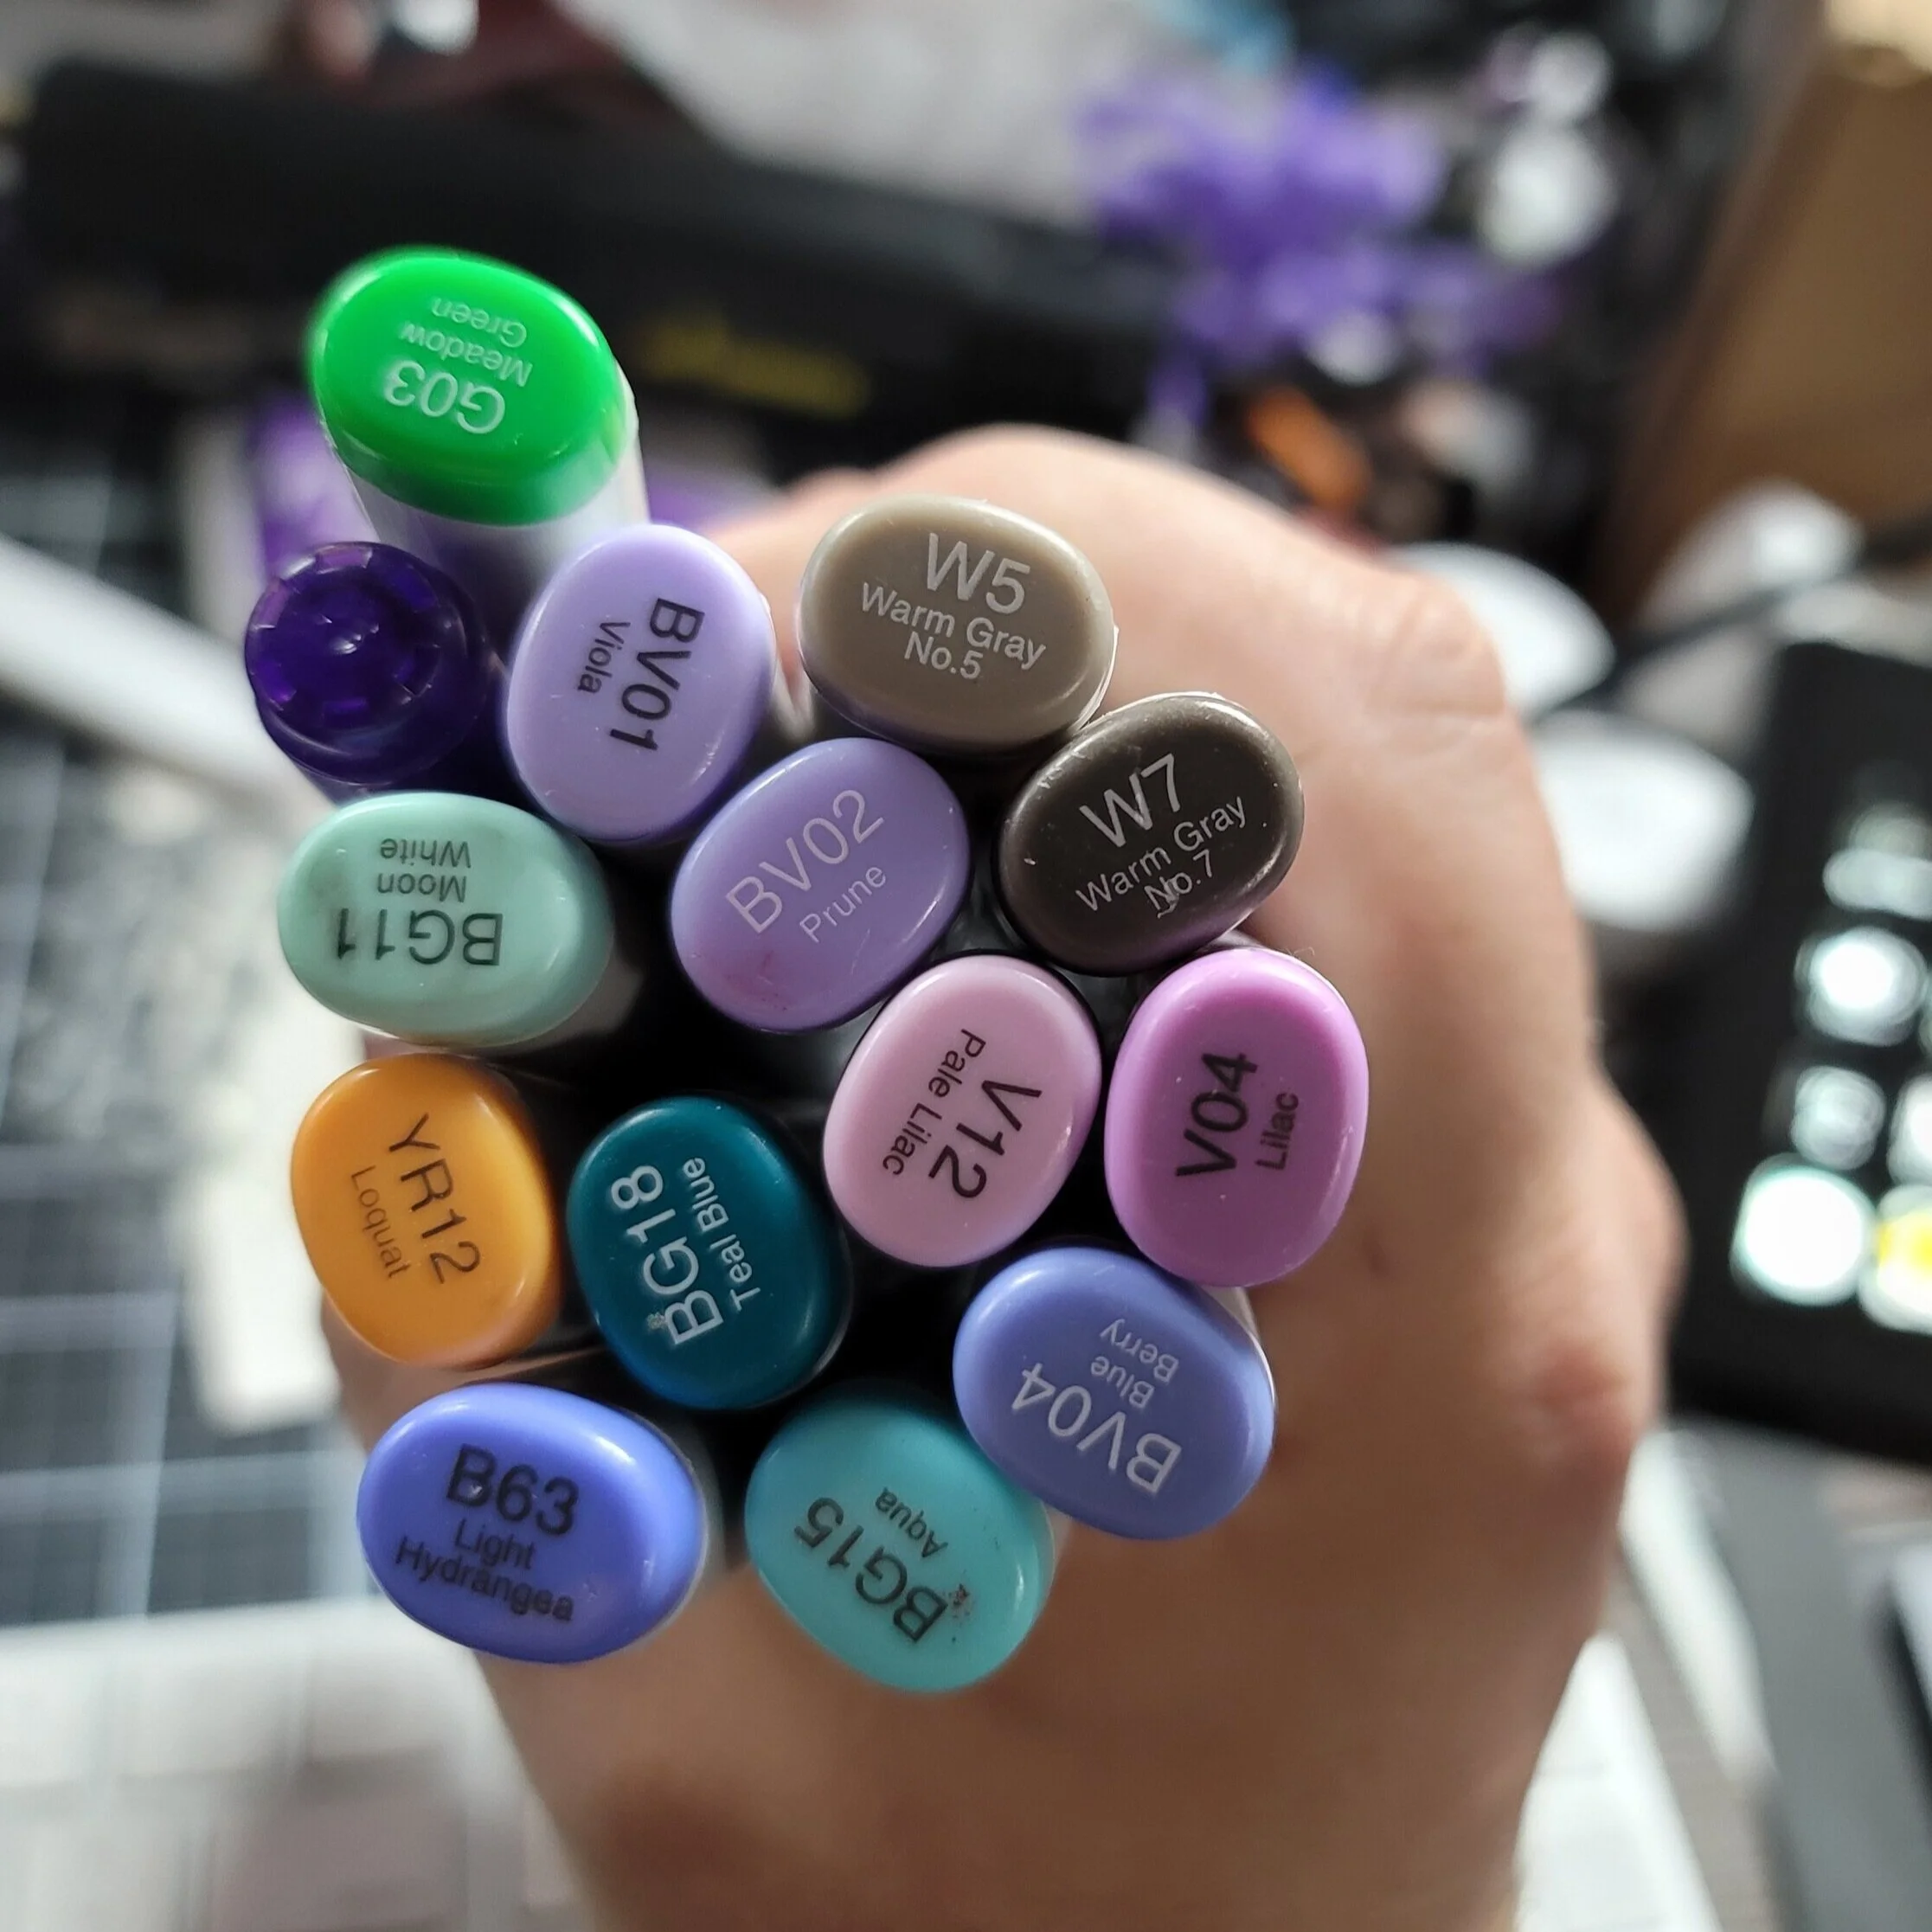 G03
Meadow
Green
BV01
Viola
W5
Warm Gray
No.5
BV02
Prune
W7
Warm Gray
No.7
BG11
Moon
White
V12
Pale Lilac
V04
Lilac
YR12
Loquat
BG18
Teal Blue
BV04
Blue
Berry
B63
Light
Hydrangea
BG15
Aqua